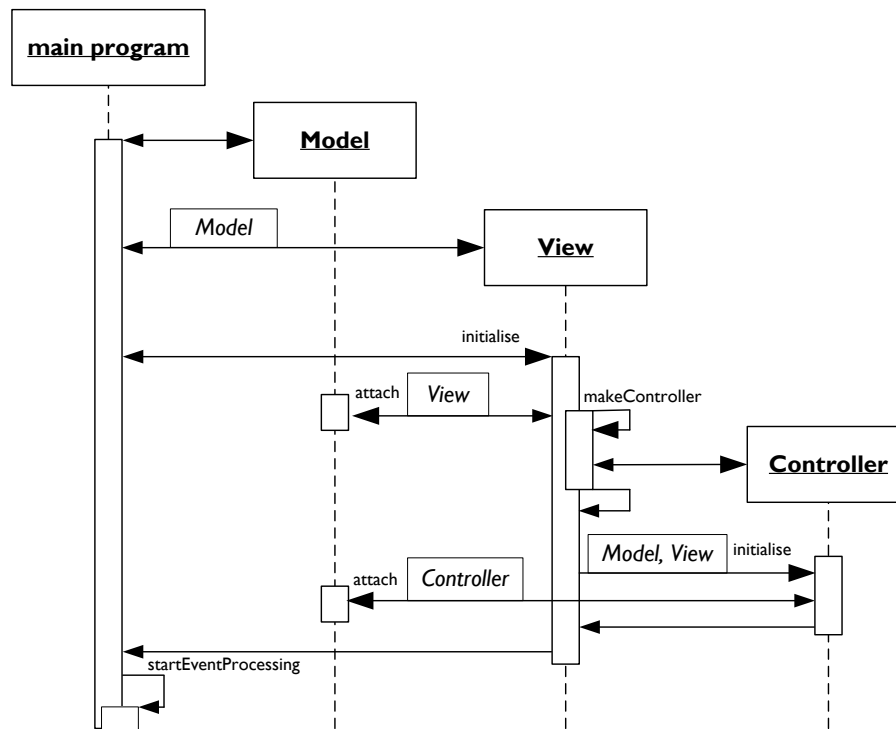 main program
Model
Model
View
initialise
attach
View
makeController
Controller
Model, View
initialise
attach
Controller
startEventProcessing